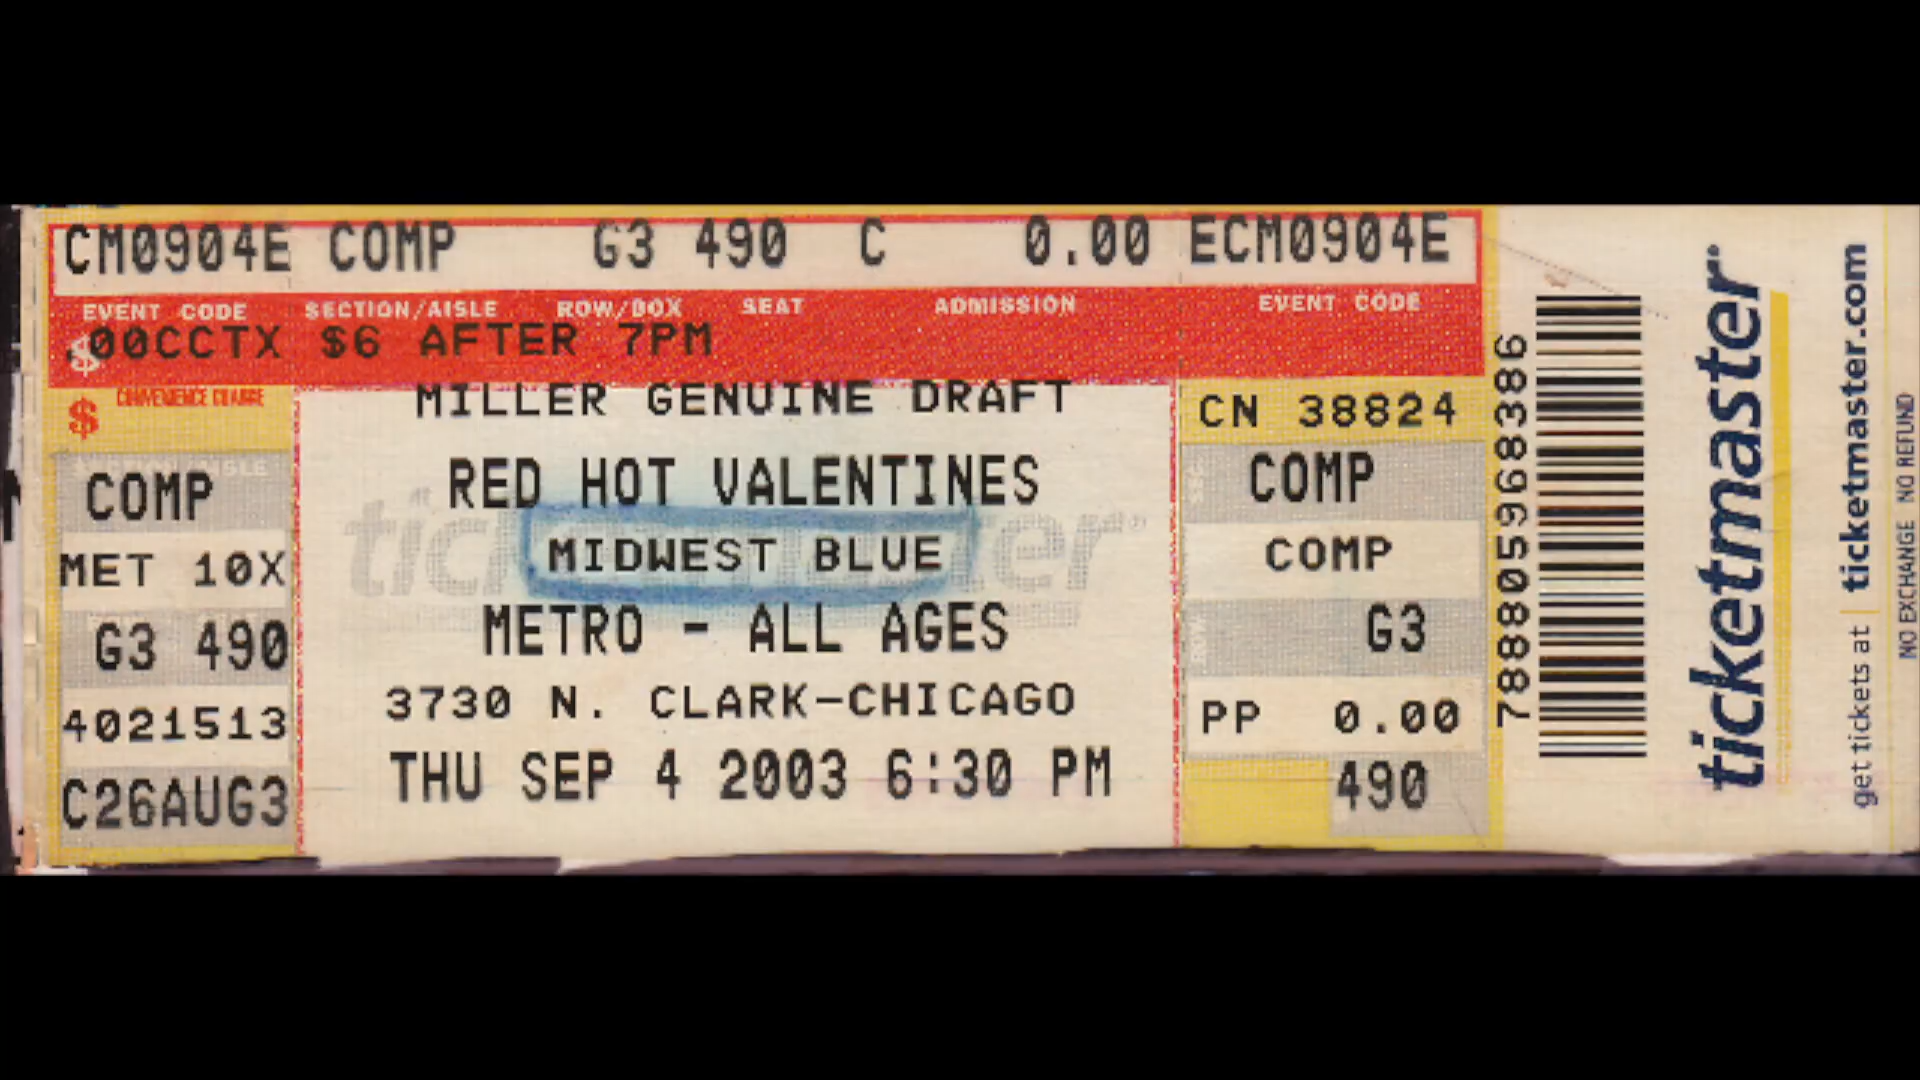 CM0904E COMP G3 490 C 0.00 ECM0904E
EVENT CODE SECTION/AISLE ROW/BOX SEAT ADMISSION EVENT CODE
$ .00CCTX $6 AFTER 7PM
$ CONVENIENCE CHARGE
COMP
MET 10X
G3 490
4021513
C26AUG3
MILLER GENUINE DRAFT
RED HOT VALENTINES
ticketmaster
MIDWEST BLUE
METRO - ALL AGES
3730 N. CLARK-CHICAGO
THU SEP 4 2003 6:30 PM
CN 38824
COMP
COMP
G3
PP 0.00
490
788805968386
ticketmaster
get tickets at ticketmaster.com
NO EXCHANGE NO REFUND